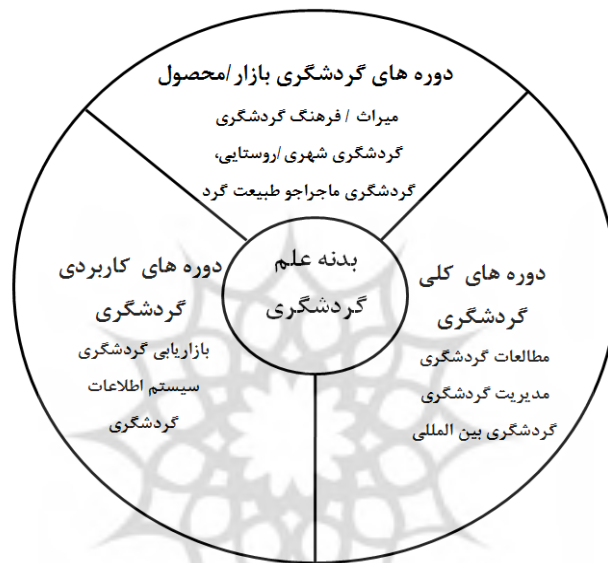 دوره های گردشگری بازار/محصول
میراث / فرهنگ گردشگری
گردشگری شهری/روستایی،
گردشگری ماجراجو طبیعت گرد
بدنه علم
گردشگری
دوره های کلی
گردشگری
مطالعات گردشگری
مدیریت گردشگری
گردشگری بین المللی
دوره های کاربردی
گردشگری
بازاریابی گردشگری
سیستم اطلاعات
گردشگری